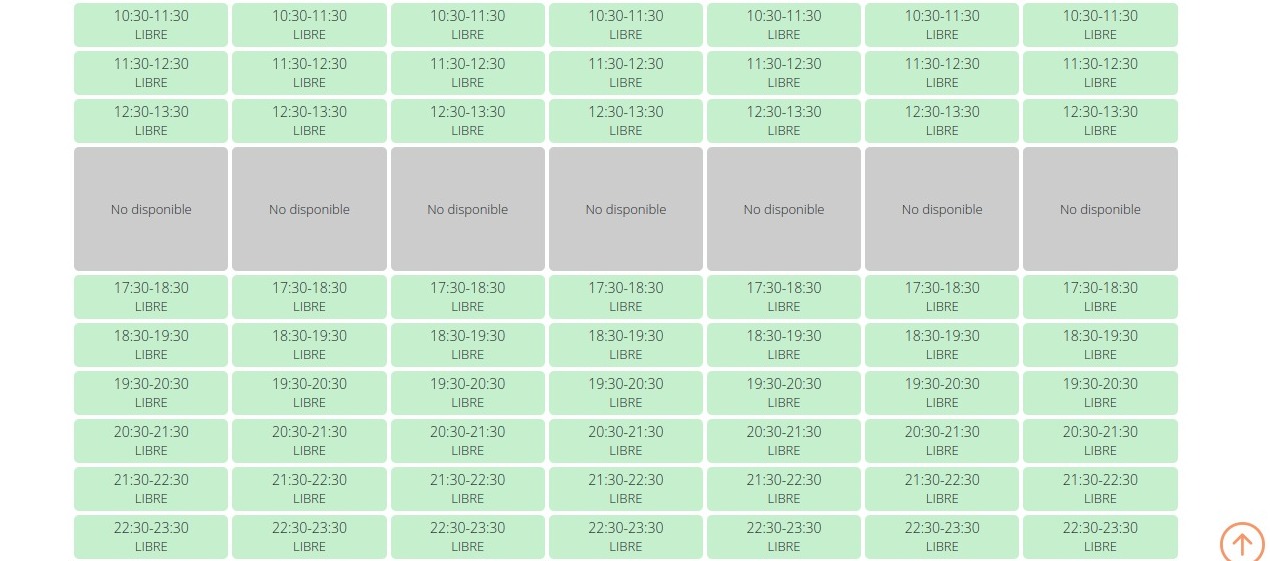 10:30-11:30 10:30-11:30 10:30-11:30 10:30-11:30 10:30-11:30 10:30-11:30 10:30-11:30
LIBRE LIBRE LIBRE LIBRE LIBRE LIBRE LIBRE
11:30-12:30 11:30-12:30 11:30-12:30 11:30-12:30 11:30-12:30 11:30-12:30 11:30-12:30
LIBRE LIBRE LIBRE LIBRE LIBRE LIBRE LIBRE
12:30-13:30 12:30-13:30 12:30-13:30 12:30-13:30 12:30-13:30 12:30-13:30 12:30-13:30
LIBRE LIBRE LIBRE LIBRE LIBRE LIBRE LIBRE
No disponible No disponible No disponible No disponible No disponible No disponible No disponible
17:30-18:30 17:30-18:30 17:30-18:30 17:30-18:30 17:30-18:30 17:30-18:30 17:30-18:30
LIBRE LIBRE LIBRE LIBRE LIBRE LIBRE LIBRE
18:30-19:30 18:30-19:30 18:30-19:30 18:30-19:30 18:30-19:30 18:30-19:30 18:30-19:30
LIBRE LIBRE LIBRE LIBRE LIBRE LIBRE LIBRE
19:30-20:30 19:30-20:30 19:30-20:30 19:30-20:30 19:30-20:30 19:30-20:30 19:30-20:30
LIBRE LIBRE LIBRE LIBRE LIBRE LIBRE LIBRE
20:30-21:30 20:30-21:30 20:30-21:30 20:30-21:30 20:30-21:30 20:30-21:30 20:30-21:30
LIBRE LIBRE LIBRE LIBRE LIBRE LIBRE LIBRE
21:30-22:30 21:30-22:30 21:30-22:30 21:30-22:30 21:30-22:30 21:30-22:30 21:30-22:30
LIBRE LIBRE LIBRE LIBRE LIBRE LIBRE LIBRE
22:30-23:30 22:30-23:30 22:30-23:30 22:30-23:30 22:30-23:30 22:30-23:30 22:30-23:30
LIBRE LIBRE LIBRE LIBRE LIBRE LIBRE LIBRE